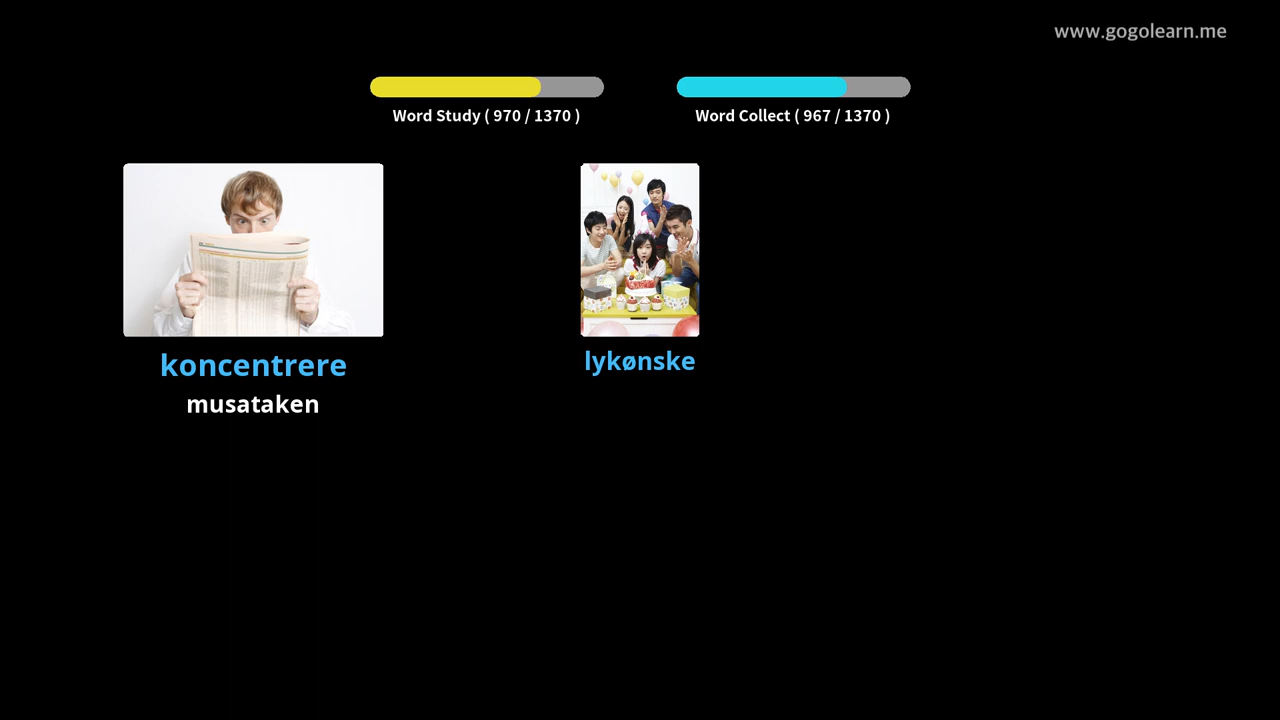 www.gogolearn.me
Word Study ( 970 / 1370 )
Word Collect ( 967 / 1370 )
koncentrere
musataken
lykønske